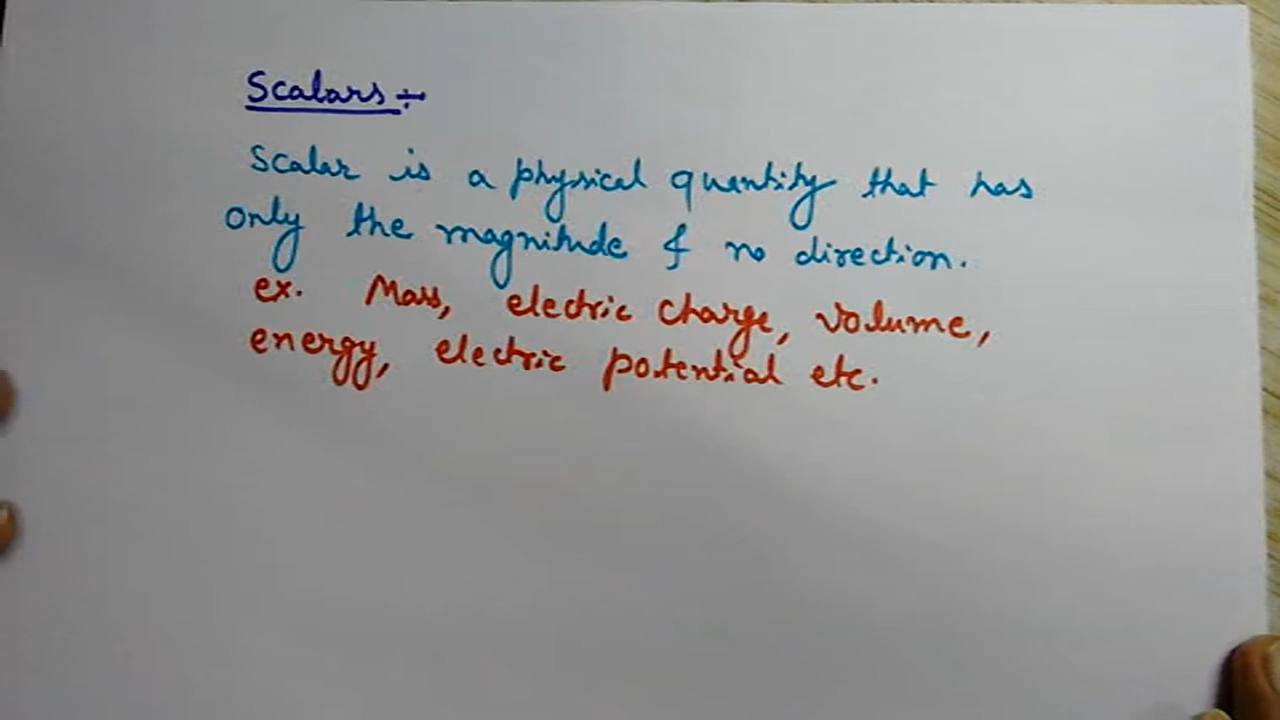 Scalars :-
Scalar is a physical quantity that has
only the magnitude & no direction.
ex. Mass, electric charge, volume,
energy, electric potential etc.